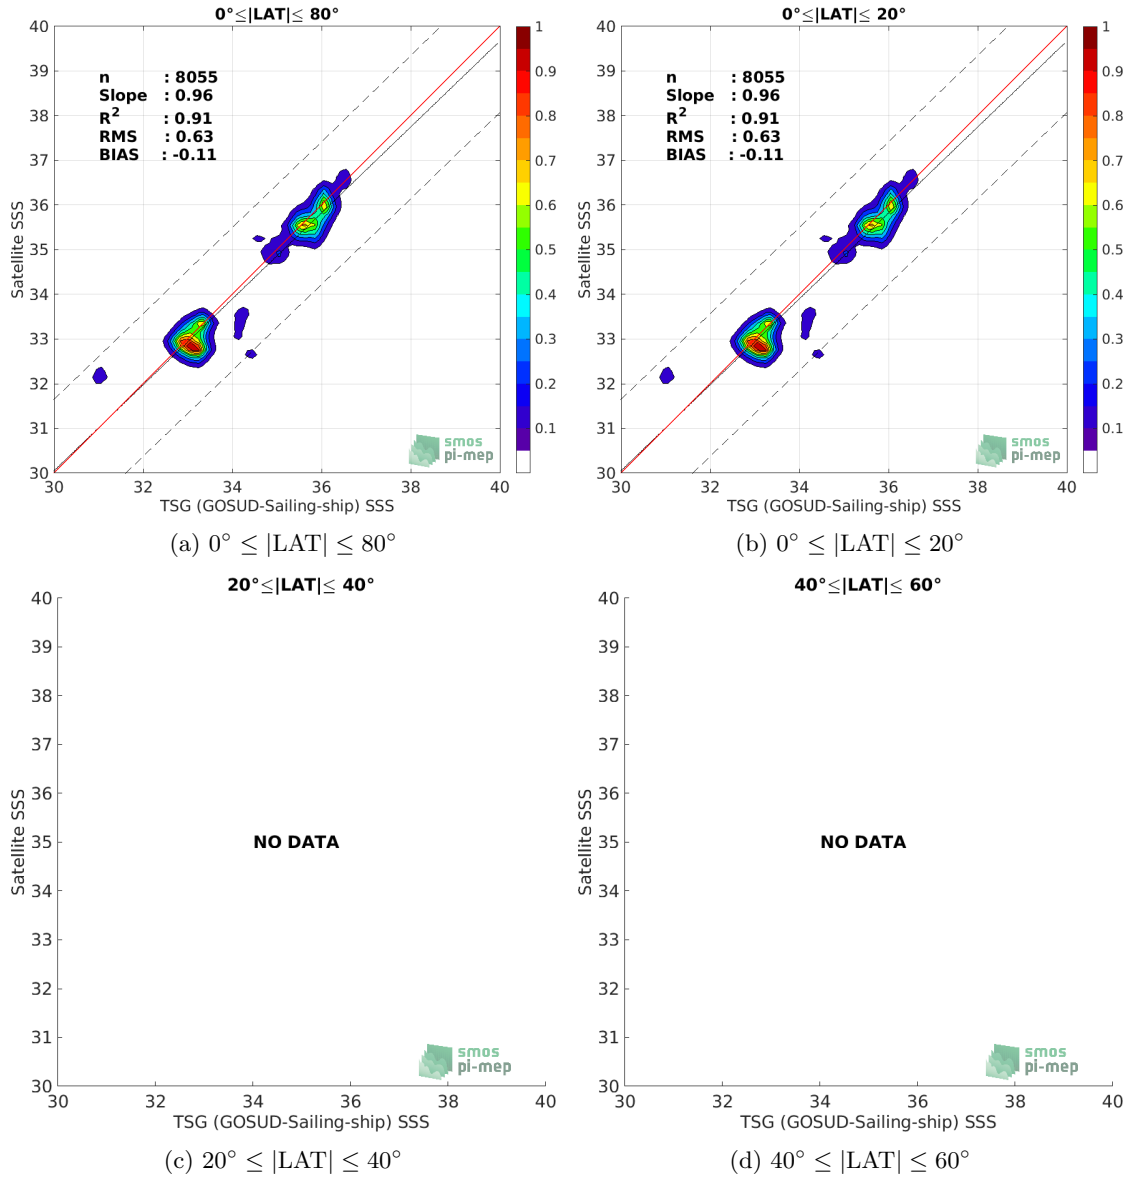 0°≤|LAT|≤ 80°
40
39
38
37
36
35
34
33
32
31
30
Satellite SSS
n : 8055
Slope : 0.96
R² : 0.91
RMS : 0.63
BIAS : -0.11
smos
pi-mep
30 32 34 36 38 40
TSG (GOSUD-Sailing-ship) SSS
1
0.9
0.8
0.7
0.6
0.5
0.4
0.3
0.2
0.1
(a) 0° ≤ |LAT| ≤ 80°
0°≤|LAT|≤ 20°
40
39
38
37
36
35
34
33
32
31
30
Satellite SSS
n : 8055
Slope : 0.96
R² : 0.91
RMS : 0.63
BIAS : -0.11
smos
pi-mep
30 32 34 36 38 40
TSG (GOSUD-Sailing-ship) SSS
1
0.9
0.8
0.7
0.6
0.5
0.4
0.3
0.2
0.1
(b) 0° ≤ |LAT| ≤ 20°
20°≤|LAT|≤ 40°
40
39
38
37
36
35
34
33
32
31
30
Satellite SSS
NO DATA
smos
pi-mep
30 32 34 36 38 40
TSG (GOSUD-Sailing-ship) SSS
(c) 20° ≤ |LAT| ≤ 40°
40°≤|LAT|≤ 60°
40
39
38
37
36
35
34
33
32
31
30
Satellite SSS
NO DATA
smos
pi-mep
30 32 34 36 38 40
TSG (GOSUD-Sailing-ship) SSS
(d) 40° ≤ |LAT| ≤ 60°